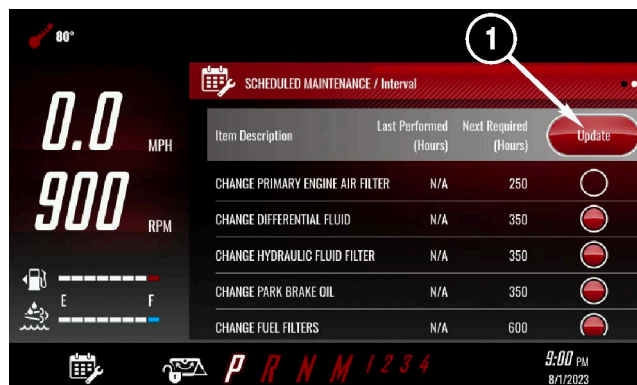 80°
1
SCHEDULED MAINTENANCE / Interval
0.0 MPH
Item Description Last Performed (Hours) Next Required (Hours) Update
CHANGE PRIMARY ENGINE AIR FILTER N/A 250
900 RPM
CHANGE DIFFERENTIAL FLUID N/A 350
CHANGE HYDRAULIC FLUID FILTER N/A 350
CHANGE PARK BRAKE OIL N/A 350
E F
CHANGE FUEL FILTERS N/A 600
P R N M 1 2 3 4
9:00 PM
8/1/2023